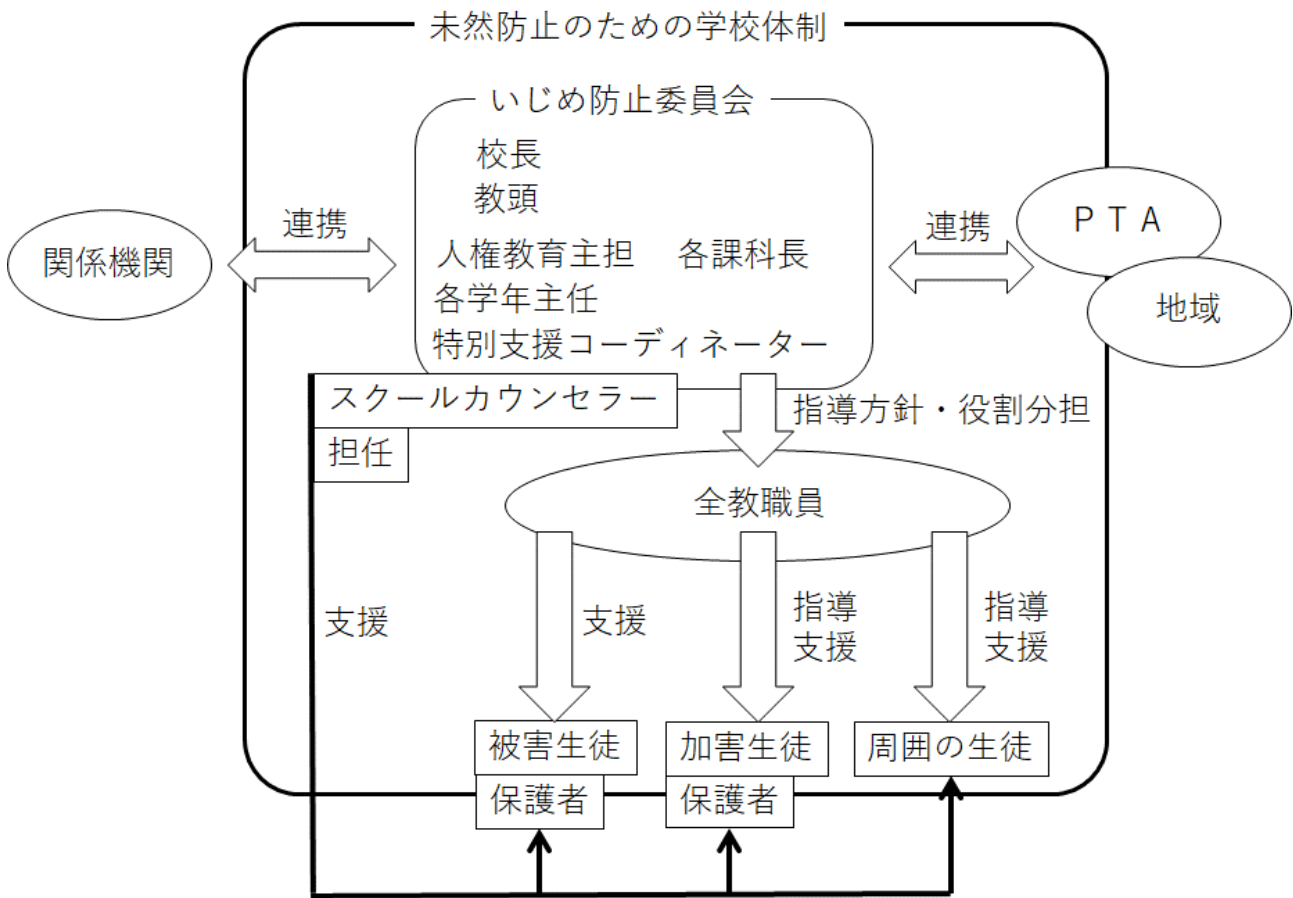 未然防止のための学校体制
いじめ防止委員会
校長
教頭
人権教育主担　各課科長
各学年主任
特別支援コーディネーター
関係機関
連携
連携
ＰＴＡ
地域
スクールカウンセラー
担任
指導方針・役割分担
全教職員
支援
支援
指導
支援
指導
支援
被害生徒
保護者
加害生徒
保護者
周囲の生徒